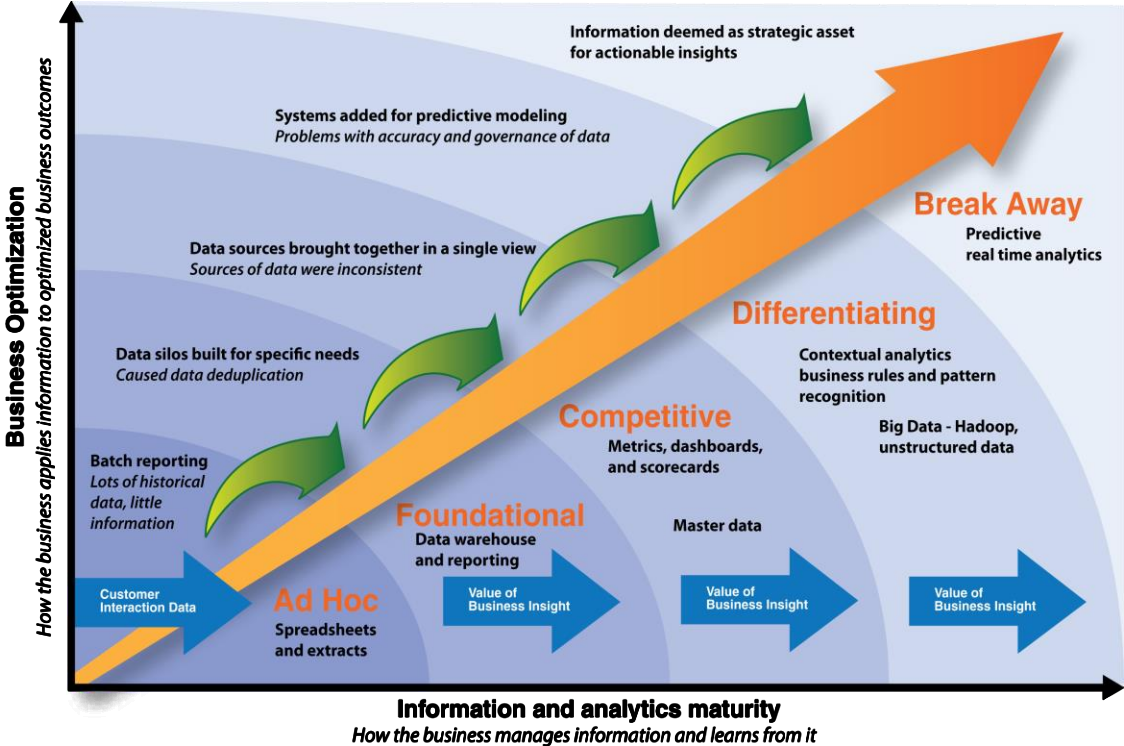 Information deemed as strategic asset
for actionable insights
Systems added for predictive modeling
Problems with accuracy and governance of data
Break Away
Predictive
real time analytics
Data sources brought together in a single view
Sources of data were inconsistent
Differentiating
Contextual analytics
business rules and pattern
recognition
Big Data - Hadoop,
unstructured data
Data silos built for specific needs
Caused data deduplication
Competitive
Metrics, dashboards,
and scorecards
Master data
Batch reporting
Lots of historical
data, little
information
Foundational
Data warehouse
and reporting
Customer
Interaction Data
Ad Hoc
Spreadsheets
and extracts
Value of
Business Insight
Value of
Business Insight
Value of
Business Insight
Business Optimization
How the business applies information to optimized business outcomes
Information and analytics maturity
How the business manages information and learns from it